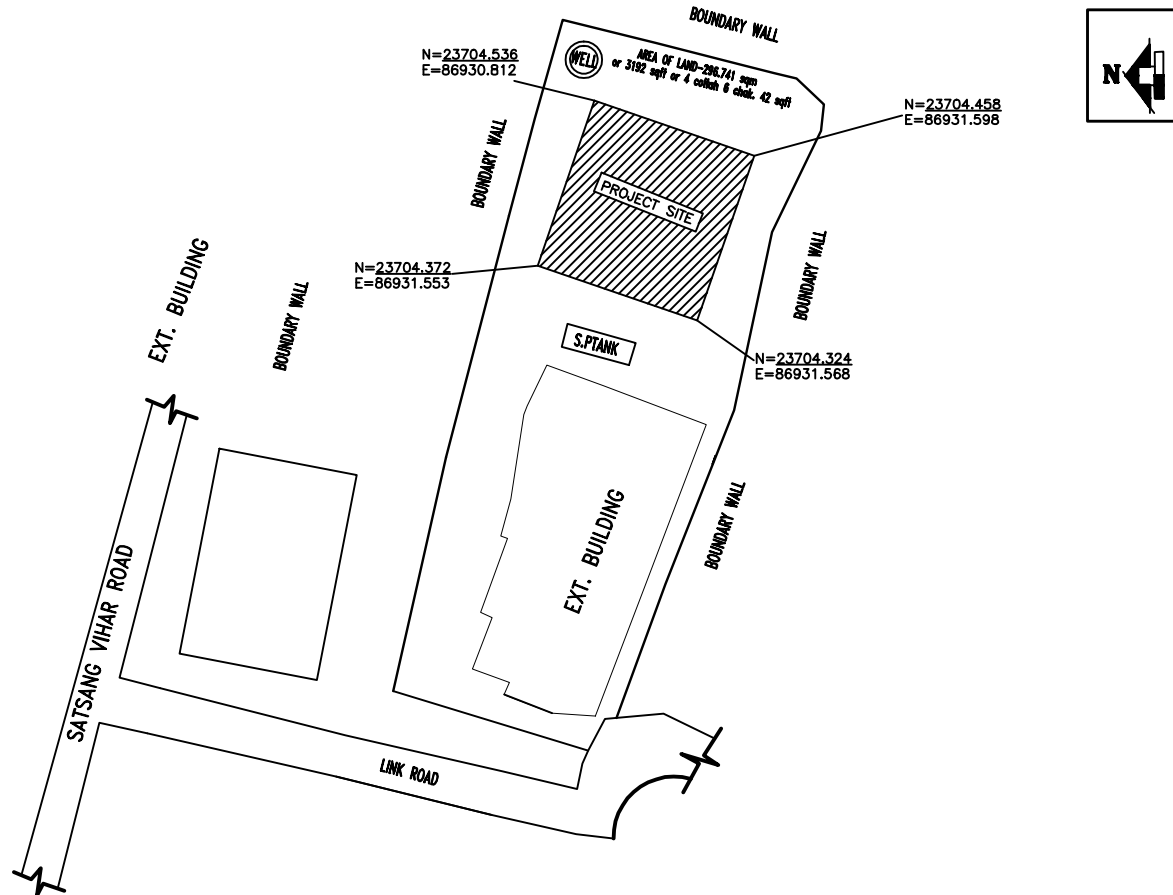 BOUNDARY WALL
N
N=23704.536
E=86930.812
WELL
AREA OF LAND-296.741 sqm
or 3192 sqft or 4 cottah 6 chak. 42 sqft
N=23704.458
E=86931.598
BOUNDARY WALL
PROJECT SITE
BOUNDARY WALL
N=23704.372
E=86931.553
EXT. BUILDING
BOUNDARY WALL
S.PTANK
N=23704.324
E=86931.568
EXT. BUILDING
BOUNDARY WALL
SATSANG VIHAR ROAD
LINK ROAD